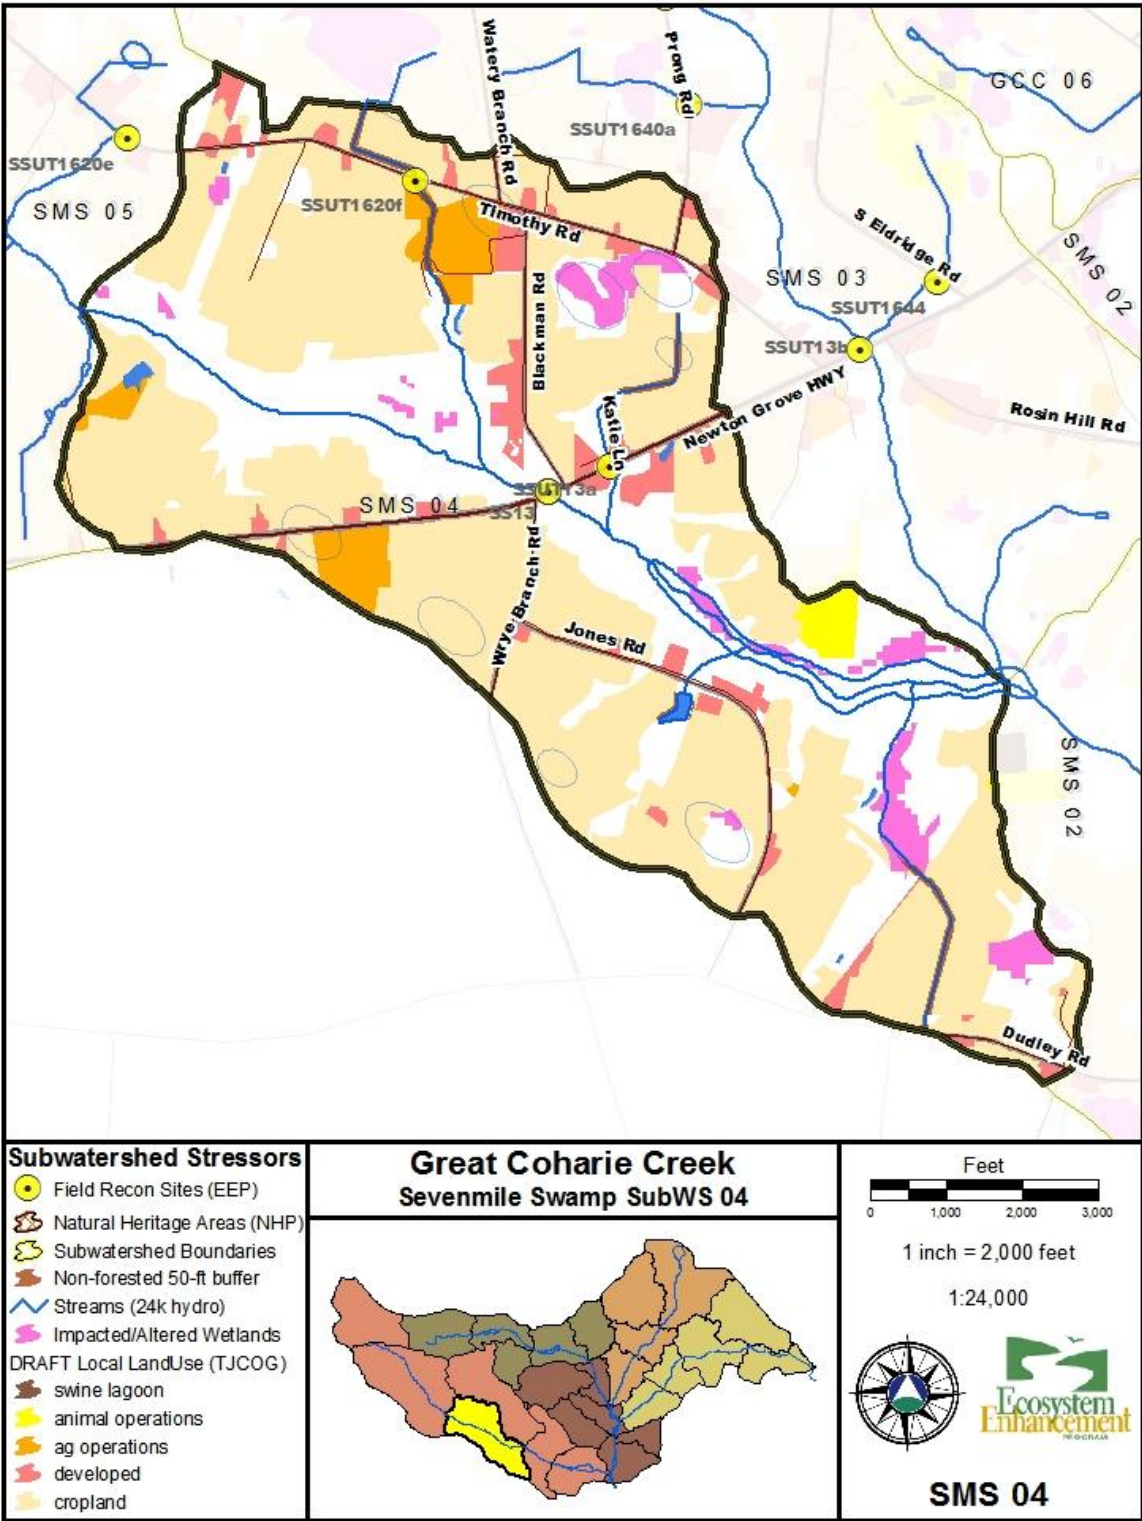 Watery Branch Rd
Prong Rd
GCC 06
SSUT1640a
SSUT1620e
SMS 05
SSUT1620f
Timothy Rd
S Eldridge Rd
SMS 02
SMS 03
SSUT1644
Blackman Rd
SSUT13b
Katie Ln
Newton Grove HWY
Rosin Hill Rd
SMS 04
SSUT13a
SS13
Wrye Branch Rd
Jones Rd
SMS 02
Dudley Rd
Subwatershed Stressors
Field Recon Sites (EEP)
Natural Heritage Areas (NHP)
Subwatershed Boundaries
Non-forested 50-ft buffer
Streams (24k hydro)
Impacted/Altered Wetlands
DRAFT Local LandUse (TJCOG)
swine lagoon
animal operations
ag operations
developed
cropland
Great Coharie Creek
Sevenmile Swamp SubWS 04
Feet
0 1,000 2,000 3,000
1 inch = 2,000 feet
1:24,000
Ecosystem
Enhancement
PROGRAM
SMS 04